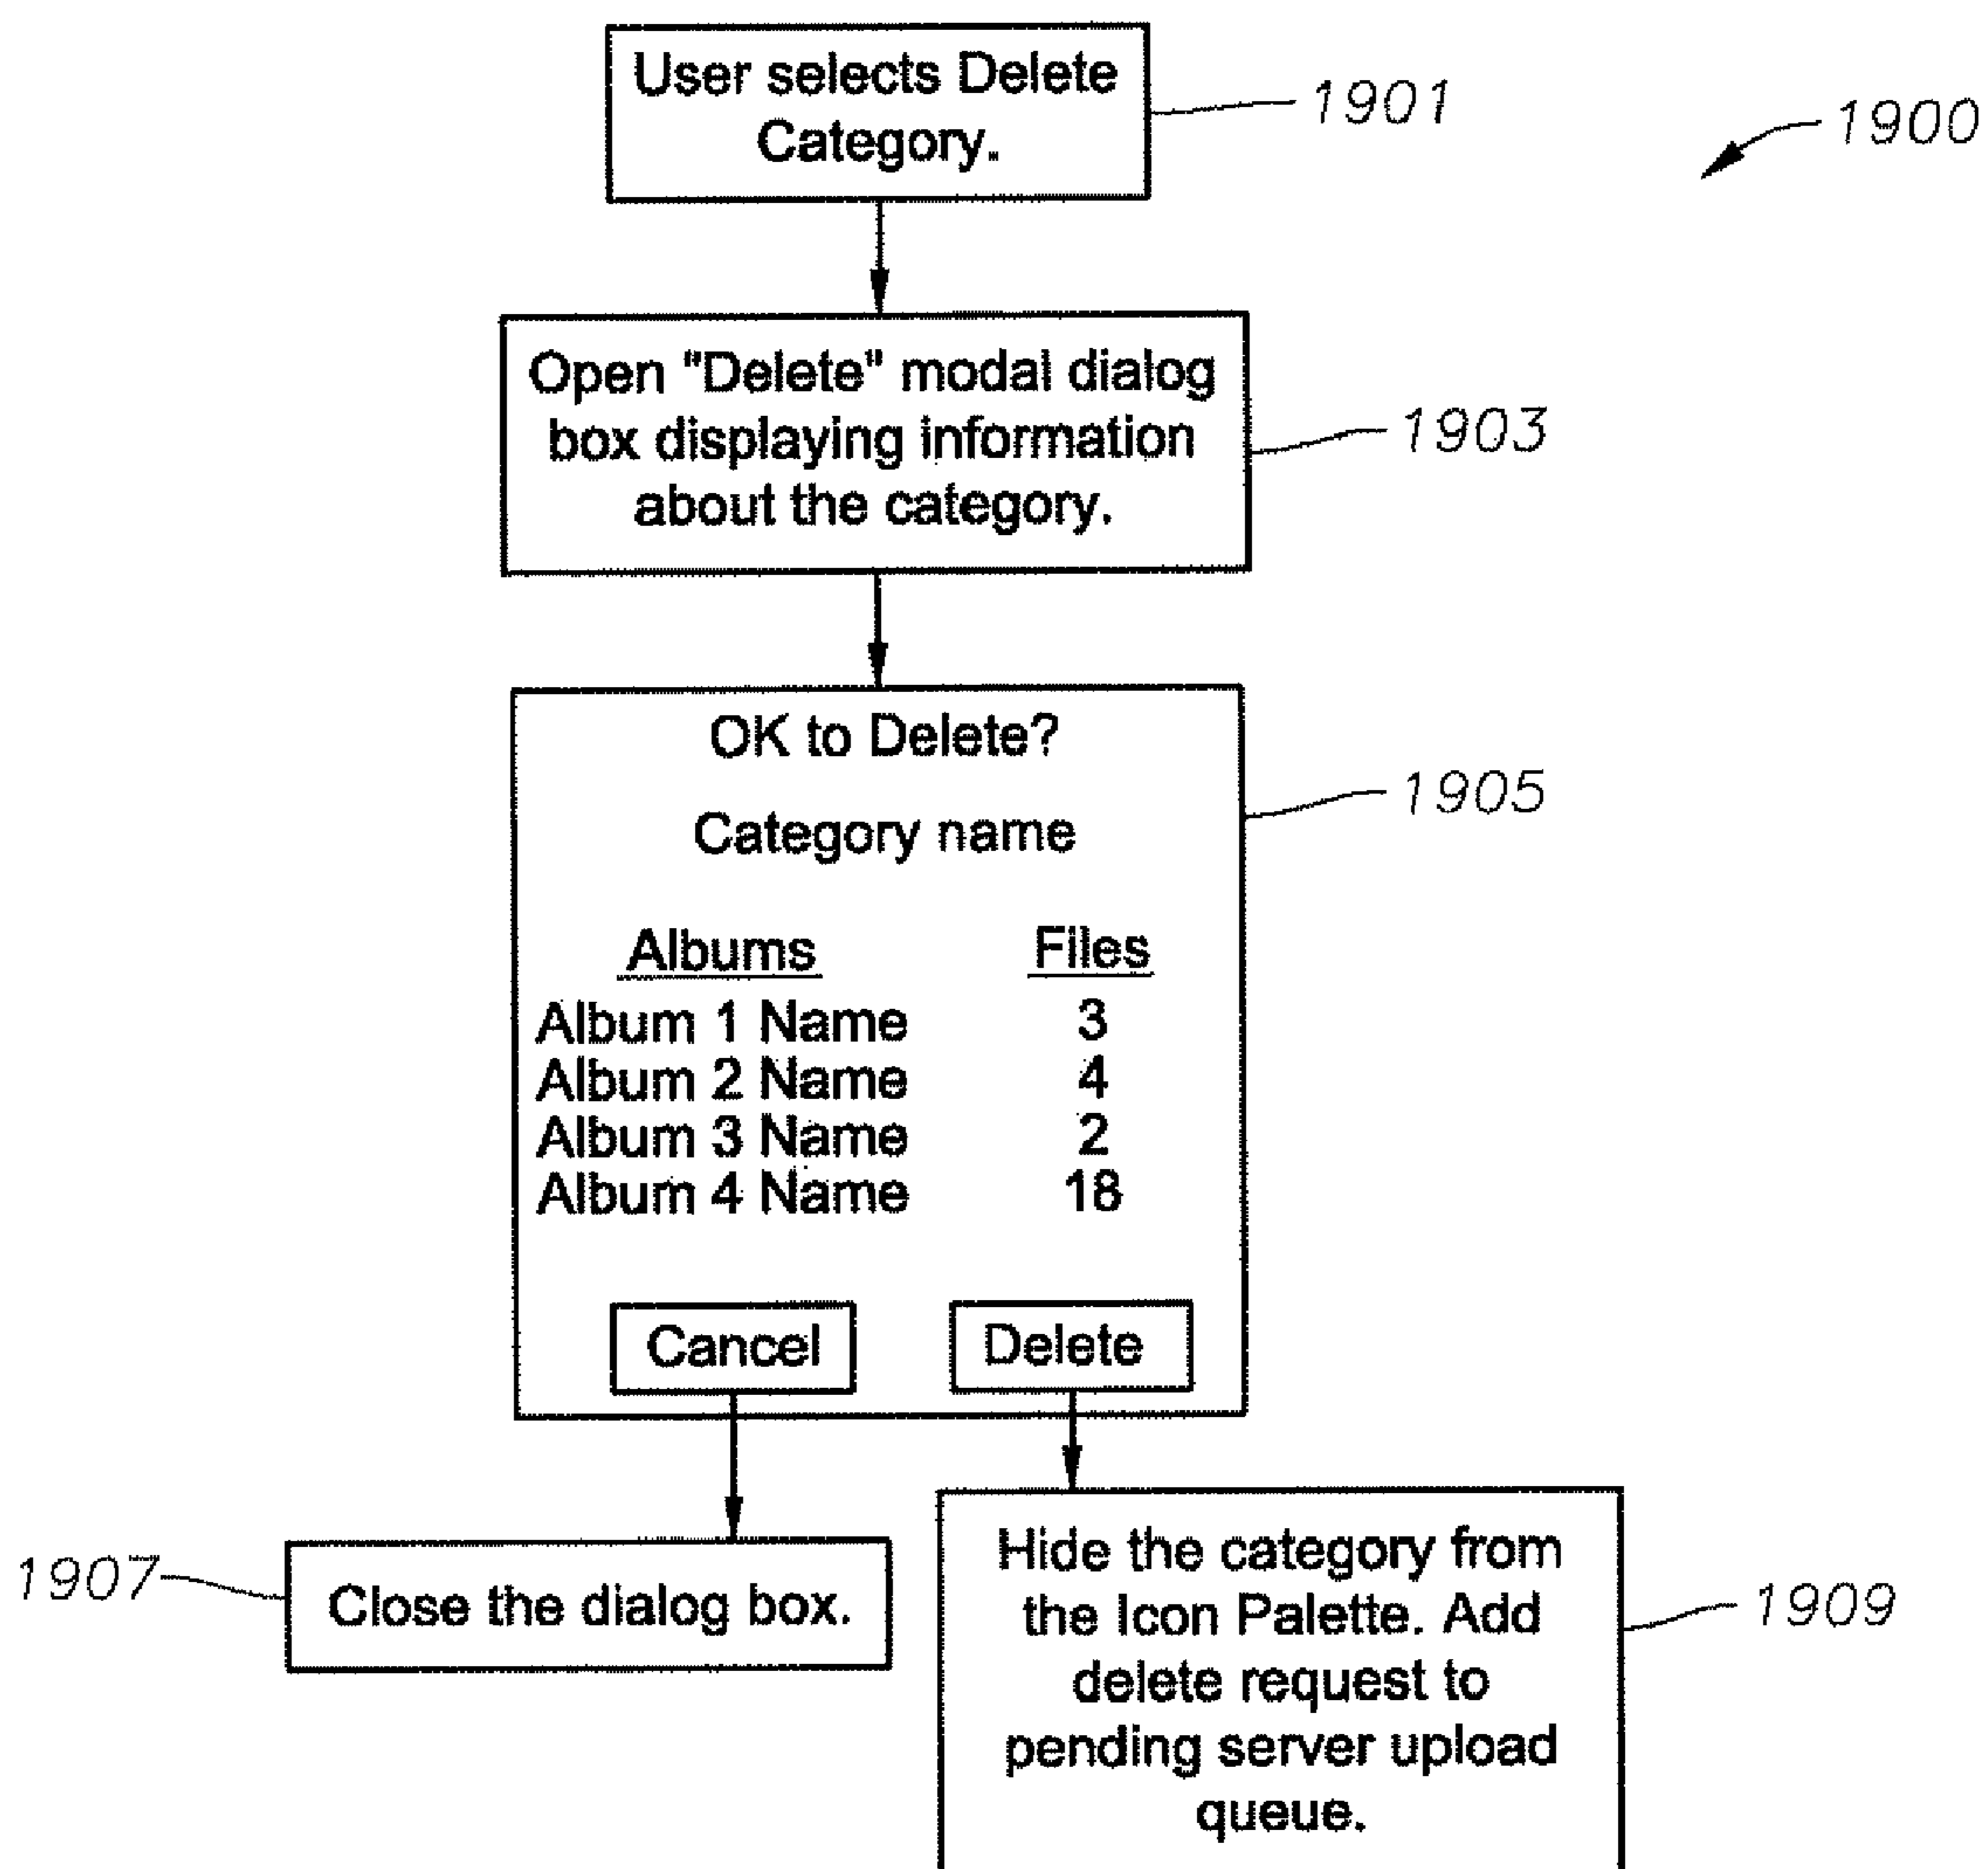 User selects Delete
Category.
1901
1900
Open "Delete" modal dialog
box displaying information
about the category.
1903
OK to Delete?
Category name
1905
Albums Files
Album 1 Name 3
Album 2 Name 4
Album 3 Name 2
Album 4 Name 18
Cancel Delete
1907
Close the dialog box.
Hide the category from
the Icon Palette. Add
delete request to
pending server upload
queue.
1909